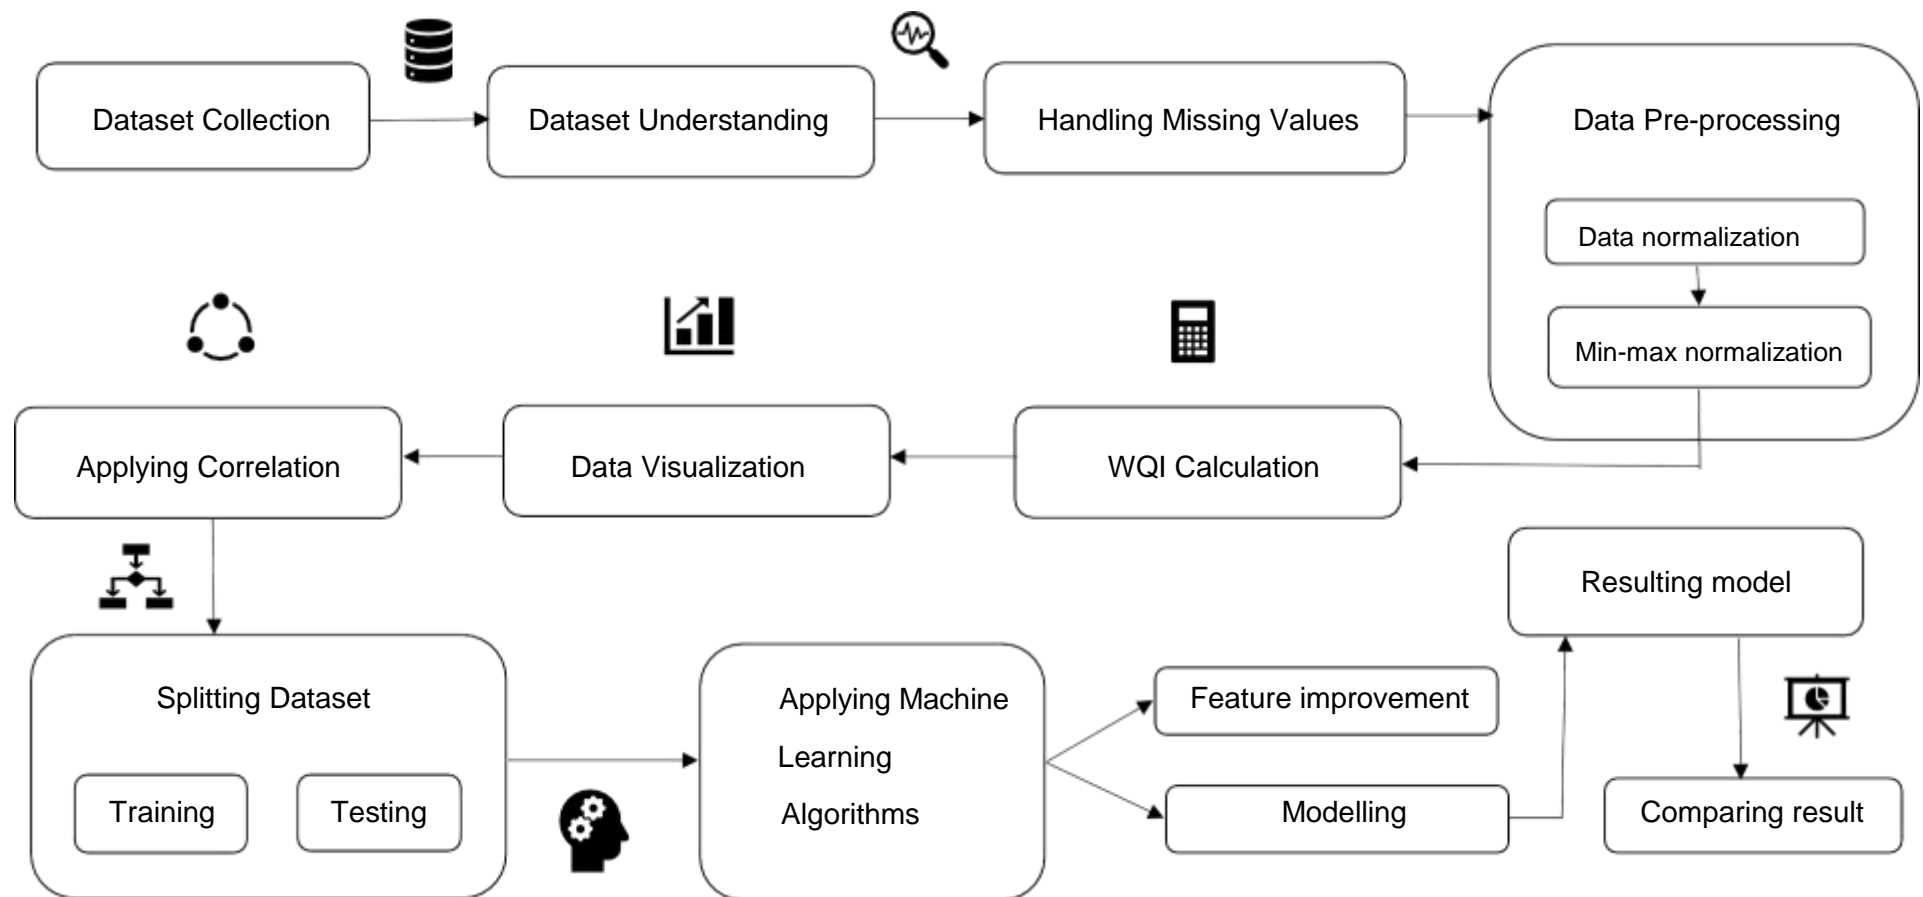 Dataset Collection
Dataset Understanding
Handling Missing Values
Data Pre-processing
Data normalization
Min-max normalization
WQI Calculation
Data Visualization
Applying Correlation
Splitting Dataset
Training
Testing
Applying Machine
Learning
Algorithms
Feature improvement
Modelling
Resulting model
Comparing result